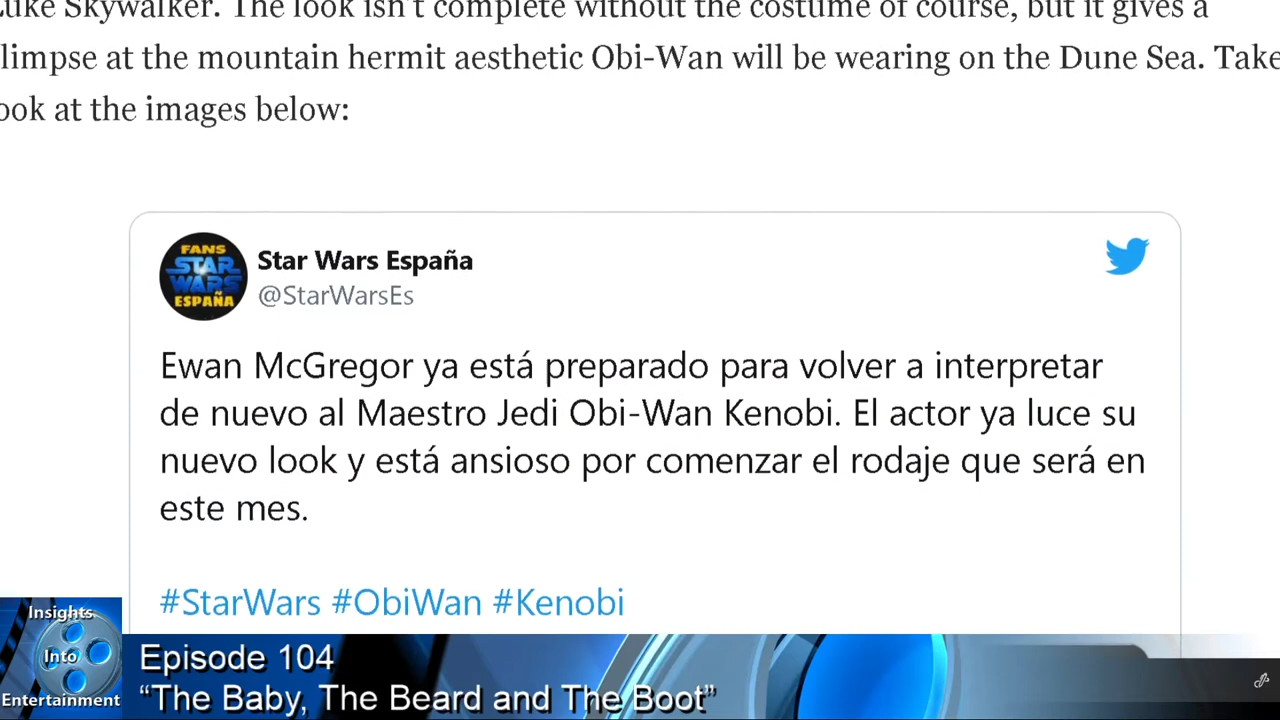 Luke Skywalker. The look isn't complete without the costume of course, but it gives a
limpse at the mountain hermit aesthetic Obi-Wan will be wearing on the Dune Sea. Take
ook at the images below:
FANS
STAR
WARS
ESPAÑA
Star Wars España
@StarWarsEs
Ewan McGregor ya está preparado para volver a interpretar
de nuevo al Maestro Jedi Obi-Wan Kenobi. El actor ya luce su
nuevo look y está ansioso por comenzar el rodaje que será en
este mes.
#StarWars #ObiWan #Kenobi
Insights
Into
Entertainment
Episode 104
“The Baby, The Beard and The Boot”